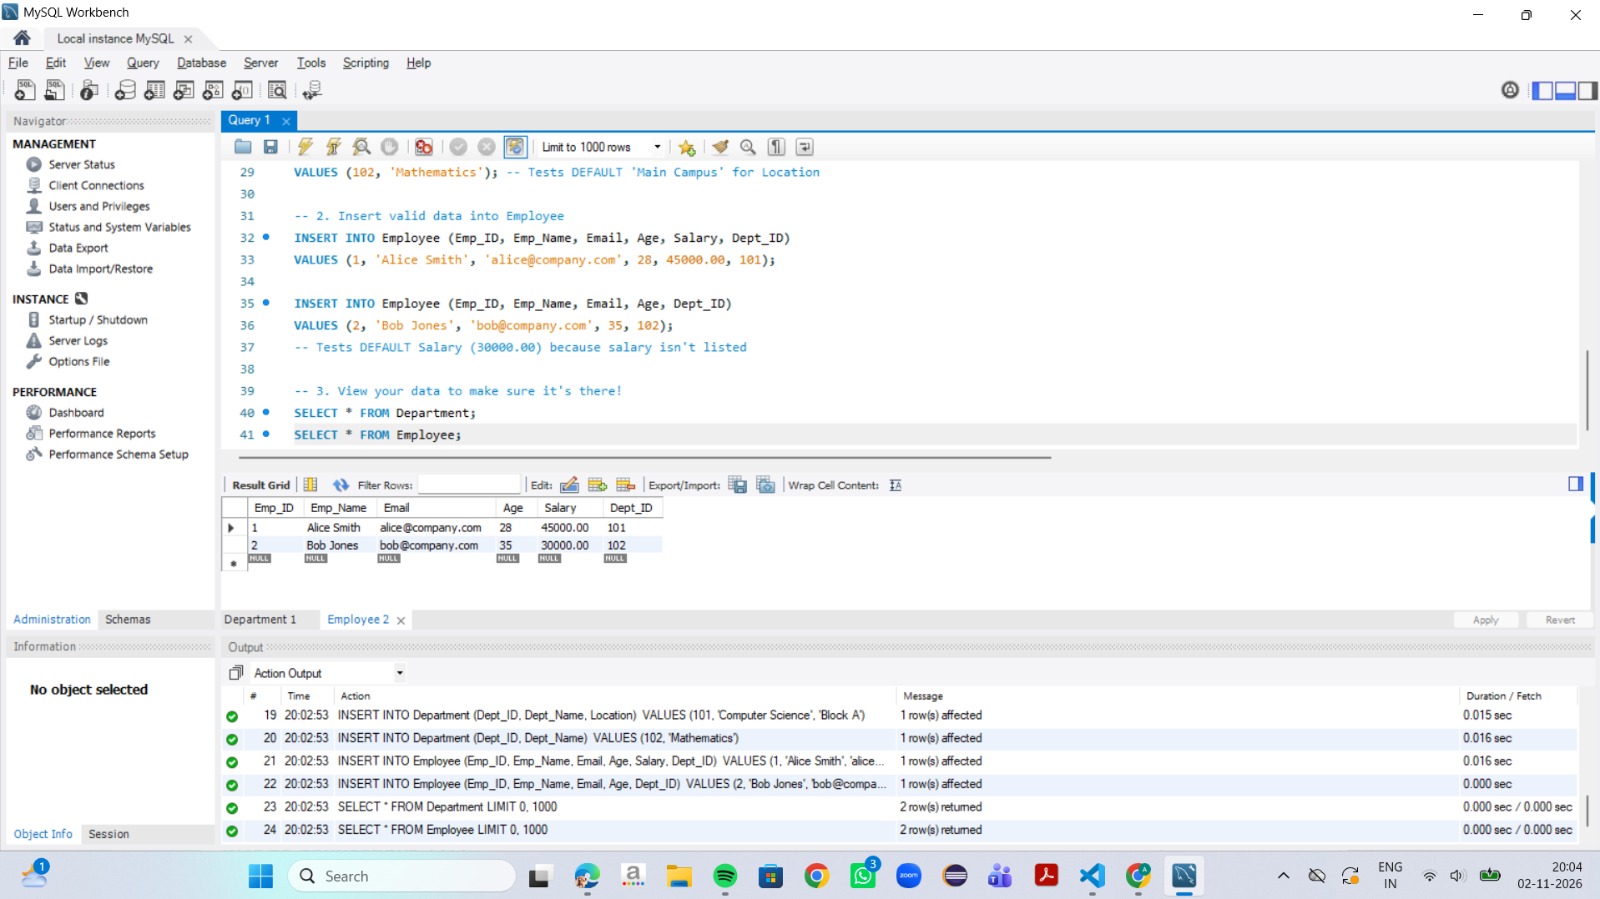 MySQL Workbench
Local instance MySQL
File Edit View Query Database Server Tools Scripting Help
Navigator
MANAGEMENT
Server Status
Client Connections
Users and Privileges
Status and System Variables
Data Export
Data Import/Restore
INSTANCE
Startup / Shutdown
Server Logs
Options File
PERFORMANCE
Dashboard
Performance Reports
Performance Schema Setup
Administration Schemas
Information
No object selected
Object Info Session
Query 1
Limit to 1000 rows
29 VALUES (102, 'Mathematics'); -- Tests DEFAULT 'Main Campus' for Location
30
31 -- 2. Insert valid data into Employee
32 INSERT INTO Employee (Emp_ID, Emp_Name, Email, Age, Salary, Dept_ID)
33 VALUES (1, 'Alice Smith', 'alice@company.com', 28, 45000.00, 101);
34
35 INSERT INTO Employee (Emp_ID, Emp_Name, Email, Age, Dept_ID)
36 VALUES (2, 'Bob Jones', 'bob@company.com', 35, 102);
37 -- Tests DEFAULT Salary (30000.00) because salary isn't listed
38
39 -- 3. View your data to make sure it's there!
40 SELECT * FROM Department;
41 SELECT * FROM Employee;
Result Grid Filter Rows: Edit: Export/Import: Wrap Cell Content:
Emp_ID Emp_Name Email Age Salary Dept_ID
1 Alice Smith alice@company.com 28 45000.00 101
2 Bob Jones bob@company.com 35 30000.00 102
NULL NULL NULL NULL NULL NULL
Department 1 Employee 2 Apply Revert
Output
Action Output
# Time Action Message Duration / Fetch
19 20:02:53 INSERT INTO Department (Dept_ID, Dept_Name, Location) VALUES (101, 'Computer Science', 'Block A') 1 row(s) affected 0.015 sec
20 20:02:53 INSERT INTO Department (Dept_ID, Dept_Name) VALUES (102, 'Mathematics') 1 row(s) affected 0.016 sec
21 20:02:53 INSERT INTO Employee (Emp_ID, Emp_Name, Email, Age, Salary, Dept_ID) VALUES (1, 'Alice Smith', 'alice... 1 row(s) affected 0.016 sec
22 20:02:53 INSERT INTO Employee (Emp_ID, Emp_Name, Email, Age, Dept_ID) VALUES (2, 'Bob Jones', 'bob@compa... 1 row(s) affected 0.000 sec
23 20:02:53 SELECT * FROM Department LIMIT 0, 1000 2 row(s) returned 0.000 sec / 0.000 sec
24 20:02:53 SELECT * FROM Employee LIMIT 0, 1000 2 row(s) returned 0.000 sec / 0.000 sec
1
Search
a
3
zoom
A
ENG
IN
20:04
02-11-2026